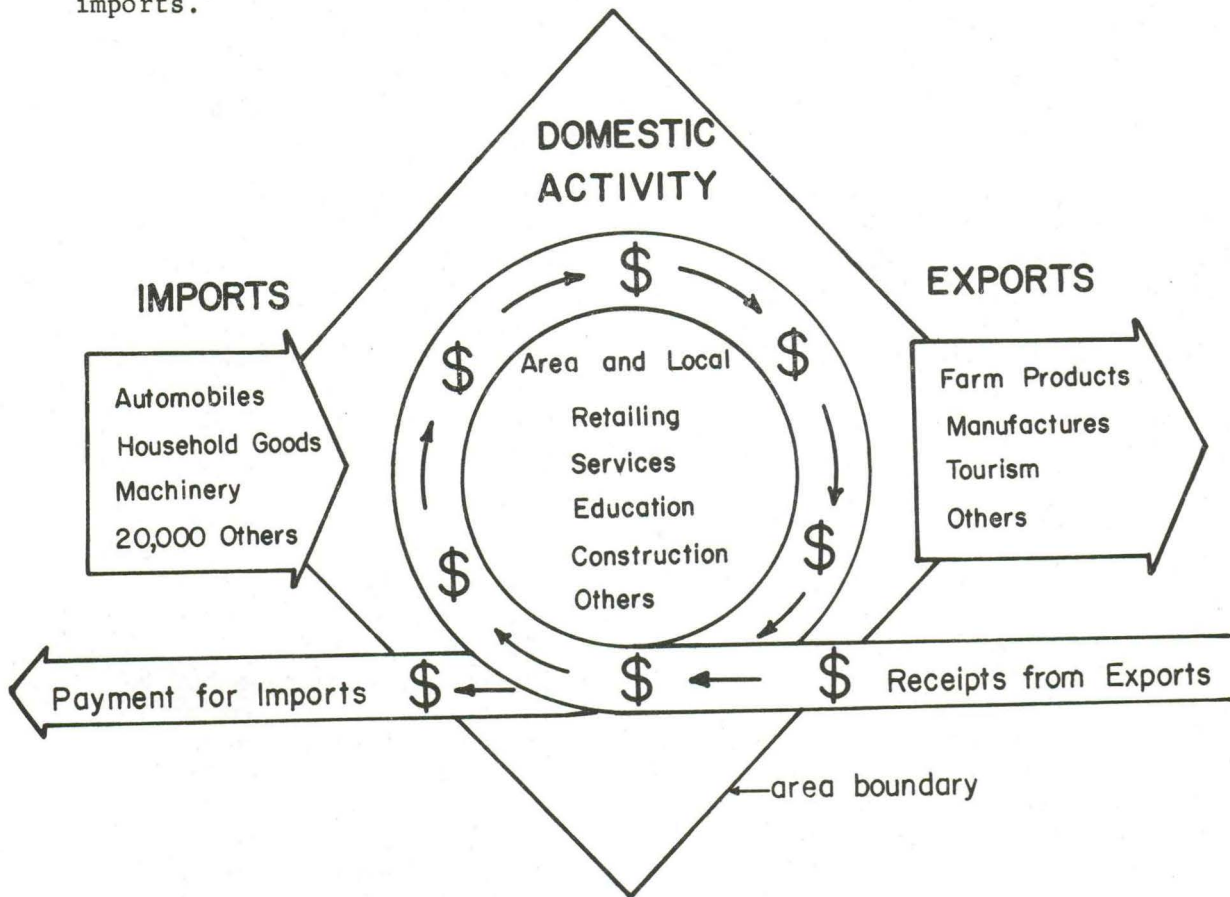 imports.
DOMESTIC
ACTIVITY
IMPORTS
EXPORTS
Automobiles
Household Goods
Machinery
20,000 Others
$
$
$
$
$
Area and Local
Retailing
Services
Education
Construction
Others
Farm Products
Manufactures
Tourism
Others
Payment for Imports $
$
$ Receipts from Exports
area boundary